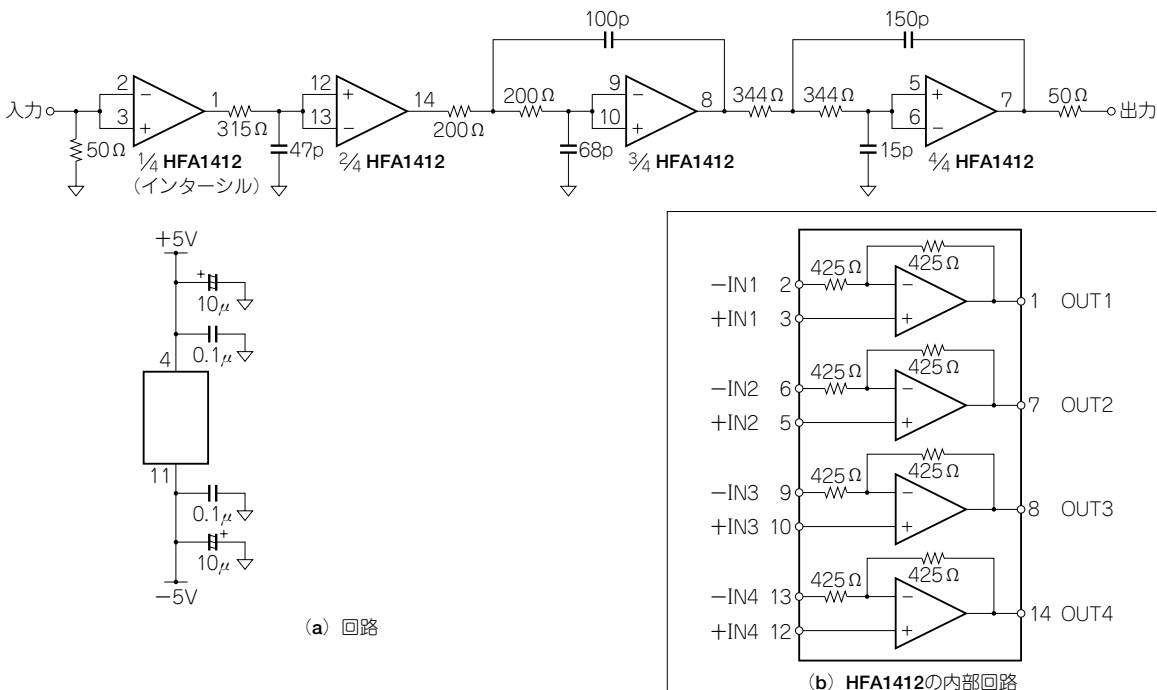 100p
150p
入力
2
3
1
315Ω
50Ω
47p
1/4 HFA1412
(インターシル)
12
13
14
200Ω
2/4 HFA1412
200Ω
68p
9
10
8
3/4 HFA1412
344Ω
344Ω
15p
5
6
7
50Ω
出力
4/4 HFA1412
+5V
+
10μ
0.1μ
4
11
0.1μ
+
10μ
−5V
(a) 回路
425Ω
425Ω
−IN1 2
+IN1 3
−
+
1 OUT1
425Ω
425Ω
−IN2 6
+IN2 5
−
+
7 OUT2
425Ω
425Ω
−IN3 9
+IN3 10
−
+
8 OUT3
425Ω
425Ω
−IN4 13
+IN4 12
−
+
14 OUT4
(b) HFA1412の内部回路